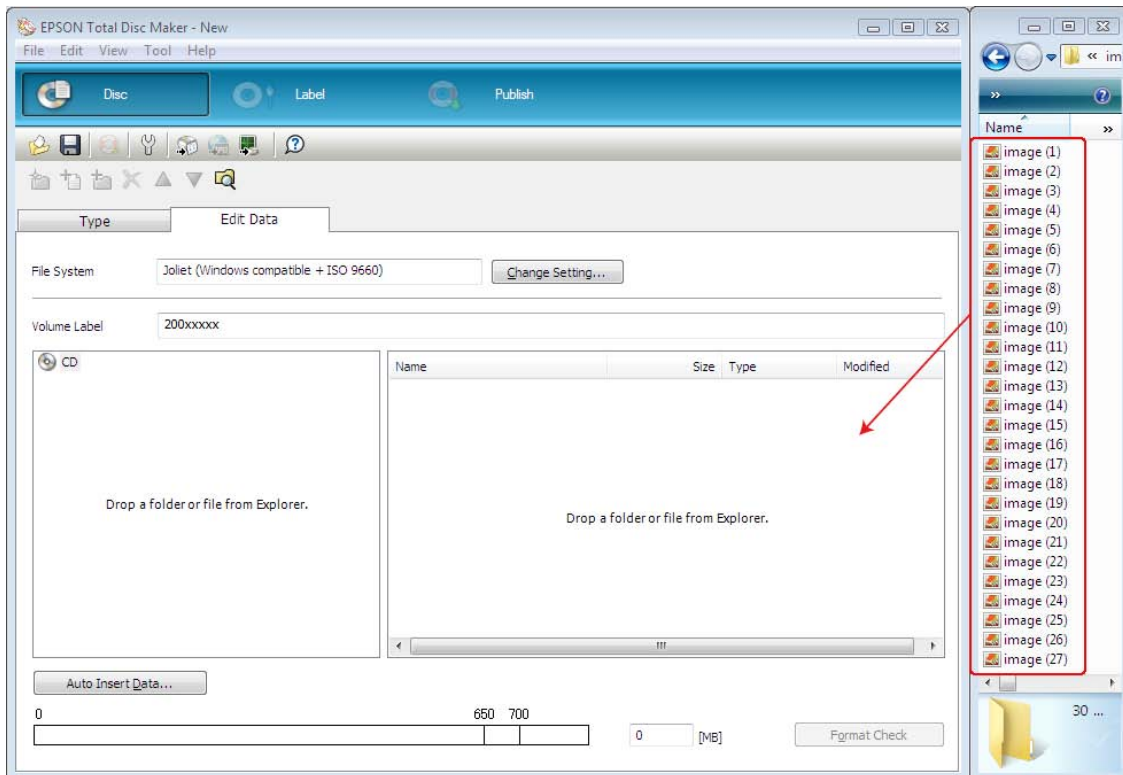 EPSON Total Disc Maker - New
File Edit View Tool Help
Disc
Label
Publish
Type
Edit Data
File System
Joliet (Windows compatible + ISO 9660)
Change Setting...
Volume Label
200xxxxx
CD
Drop a folder or file from Explorer.
Name Size Type Modified
Drop a folder or file from Explorer.
Auto Insert Data...
0 650 700
0 [MB]
Format Check
« im
»
Name »
image (1)
image (2)
image (3)
image (4)
image (5)
image (6)
image (7)
image (8)
image (9)
image (10)
image (11)
image (12)
image (13)
image (14)
image (15)
image (16)
image (17)
image (18)
image (19)
image (20)
image (21)
image (22)
image (23)
image (24)
image (25)
image (26)
image (27)
30 ...